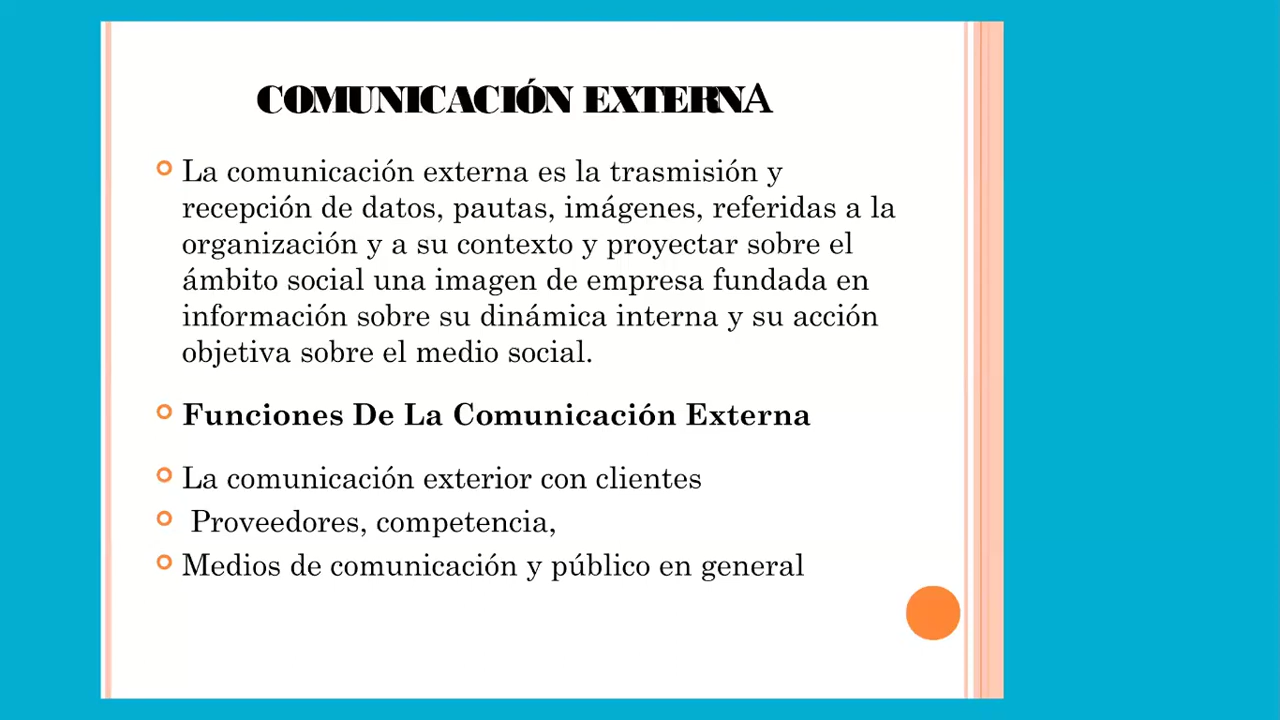 COMUNICACIÓN EXTERNA
La comunicación externa es la trasmisión y
recepción de datos, pautas, imágenes, referidas a la
organización y a su contexto y proyectar sobre el
ámbito social una imagen de empresa fundada en
información sobre su dinámica interna y su acción
objetiva sobre el medio social.
Funciones De La Comunicación Externa
La comunicación exterior con clientes
Proveedores, competencia,
Medios de comunicación y público en general